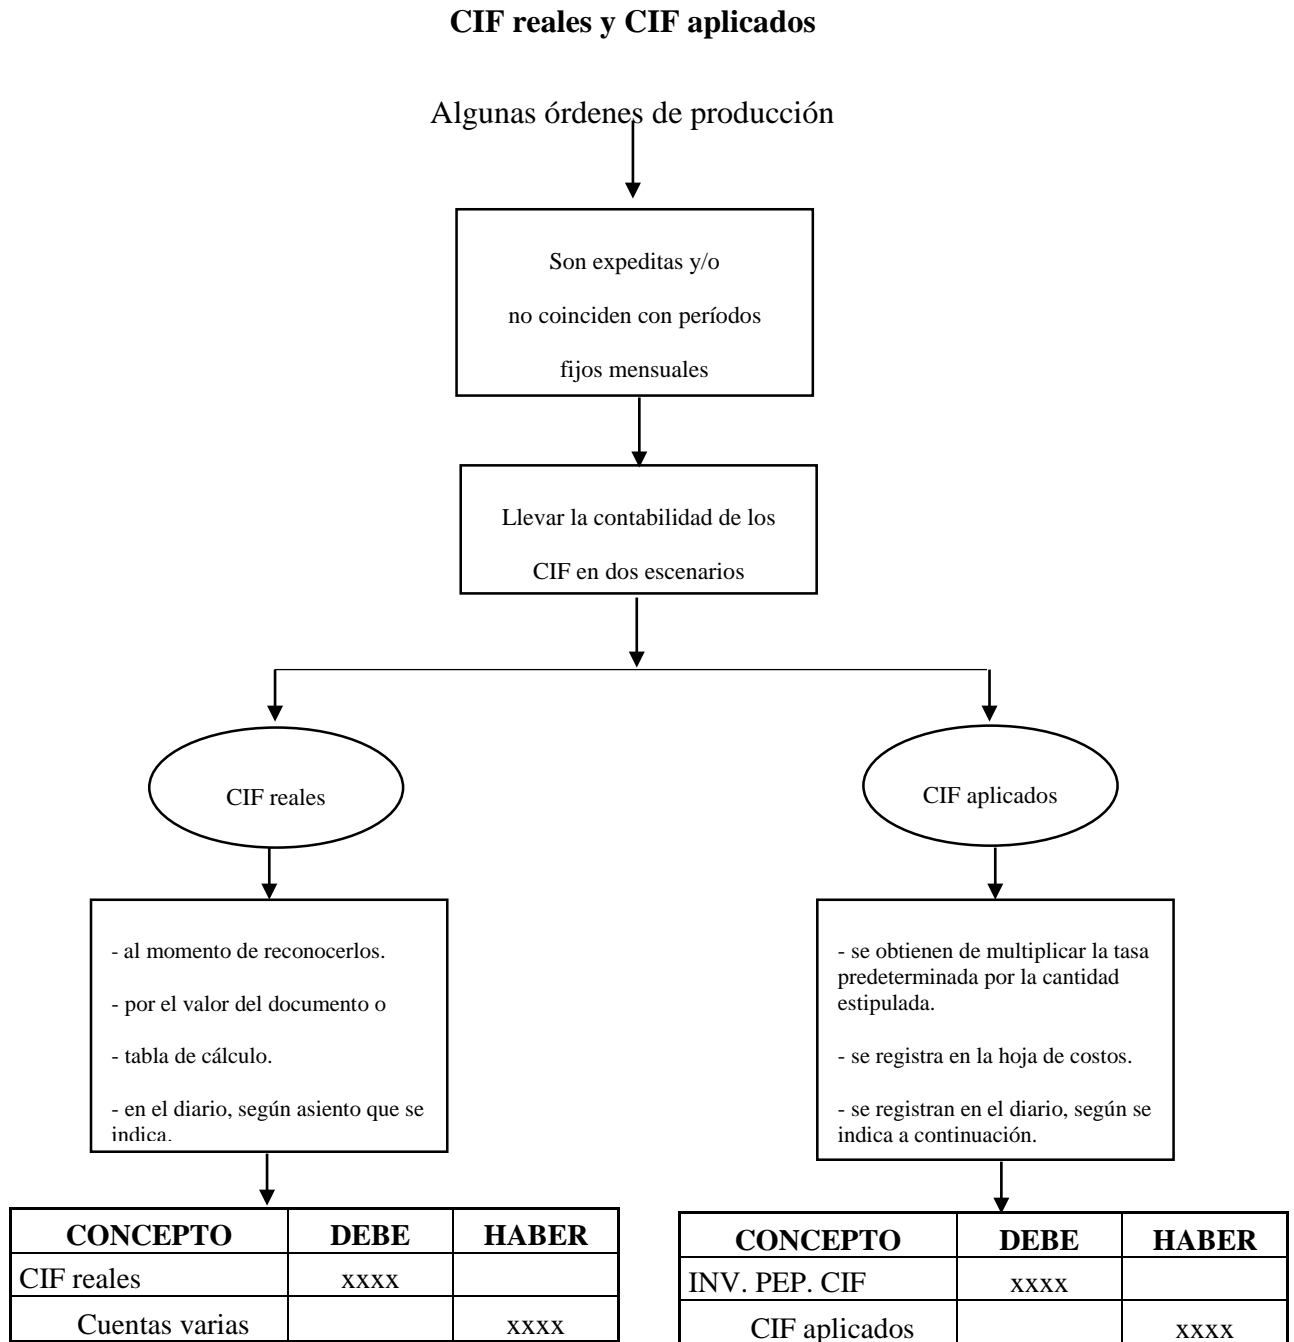 CIF reales y CIF aplicados
Algunas órdenes de producción
Son expeditas y/o
no coinciden con períodos
fijos mensuales
Llevar la contabilidad de los
CIF en dos escenarios
CIF reales
CIF aplicados
- al momento de reconocerlos.
- por el valor del documento o
- tabla de cálculo.
- en el diario, según asiento que se
indica.
- se obtienen de multiplicar la tasa
predeterminada por la cantidad
estipulada.
- se registra en la hoja de costos.
- se registran en el diario, según se
indica a continuación.
CONCEPTO DEBE HABER
CIF reales xxxx
Cuentas varias xxxx
CONCEPTO DEBE HABER
INV. PEP. CIF xxxx
CIF aplicados xxxx